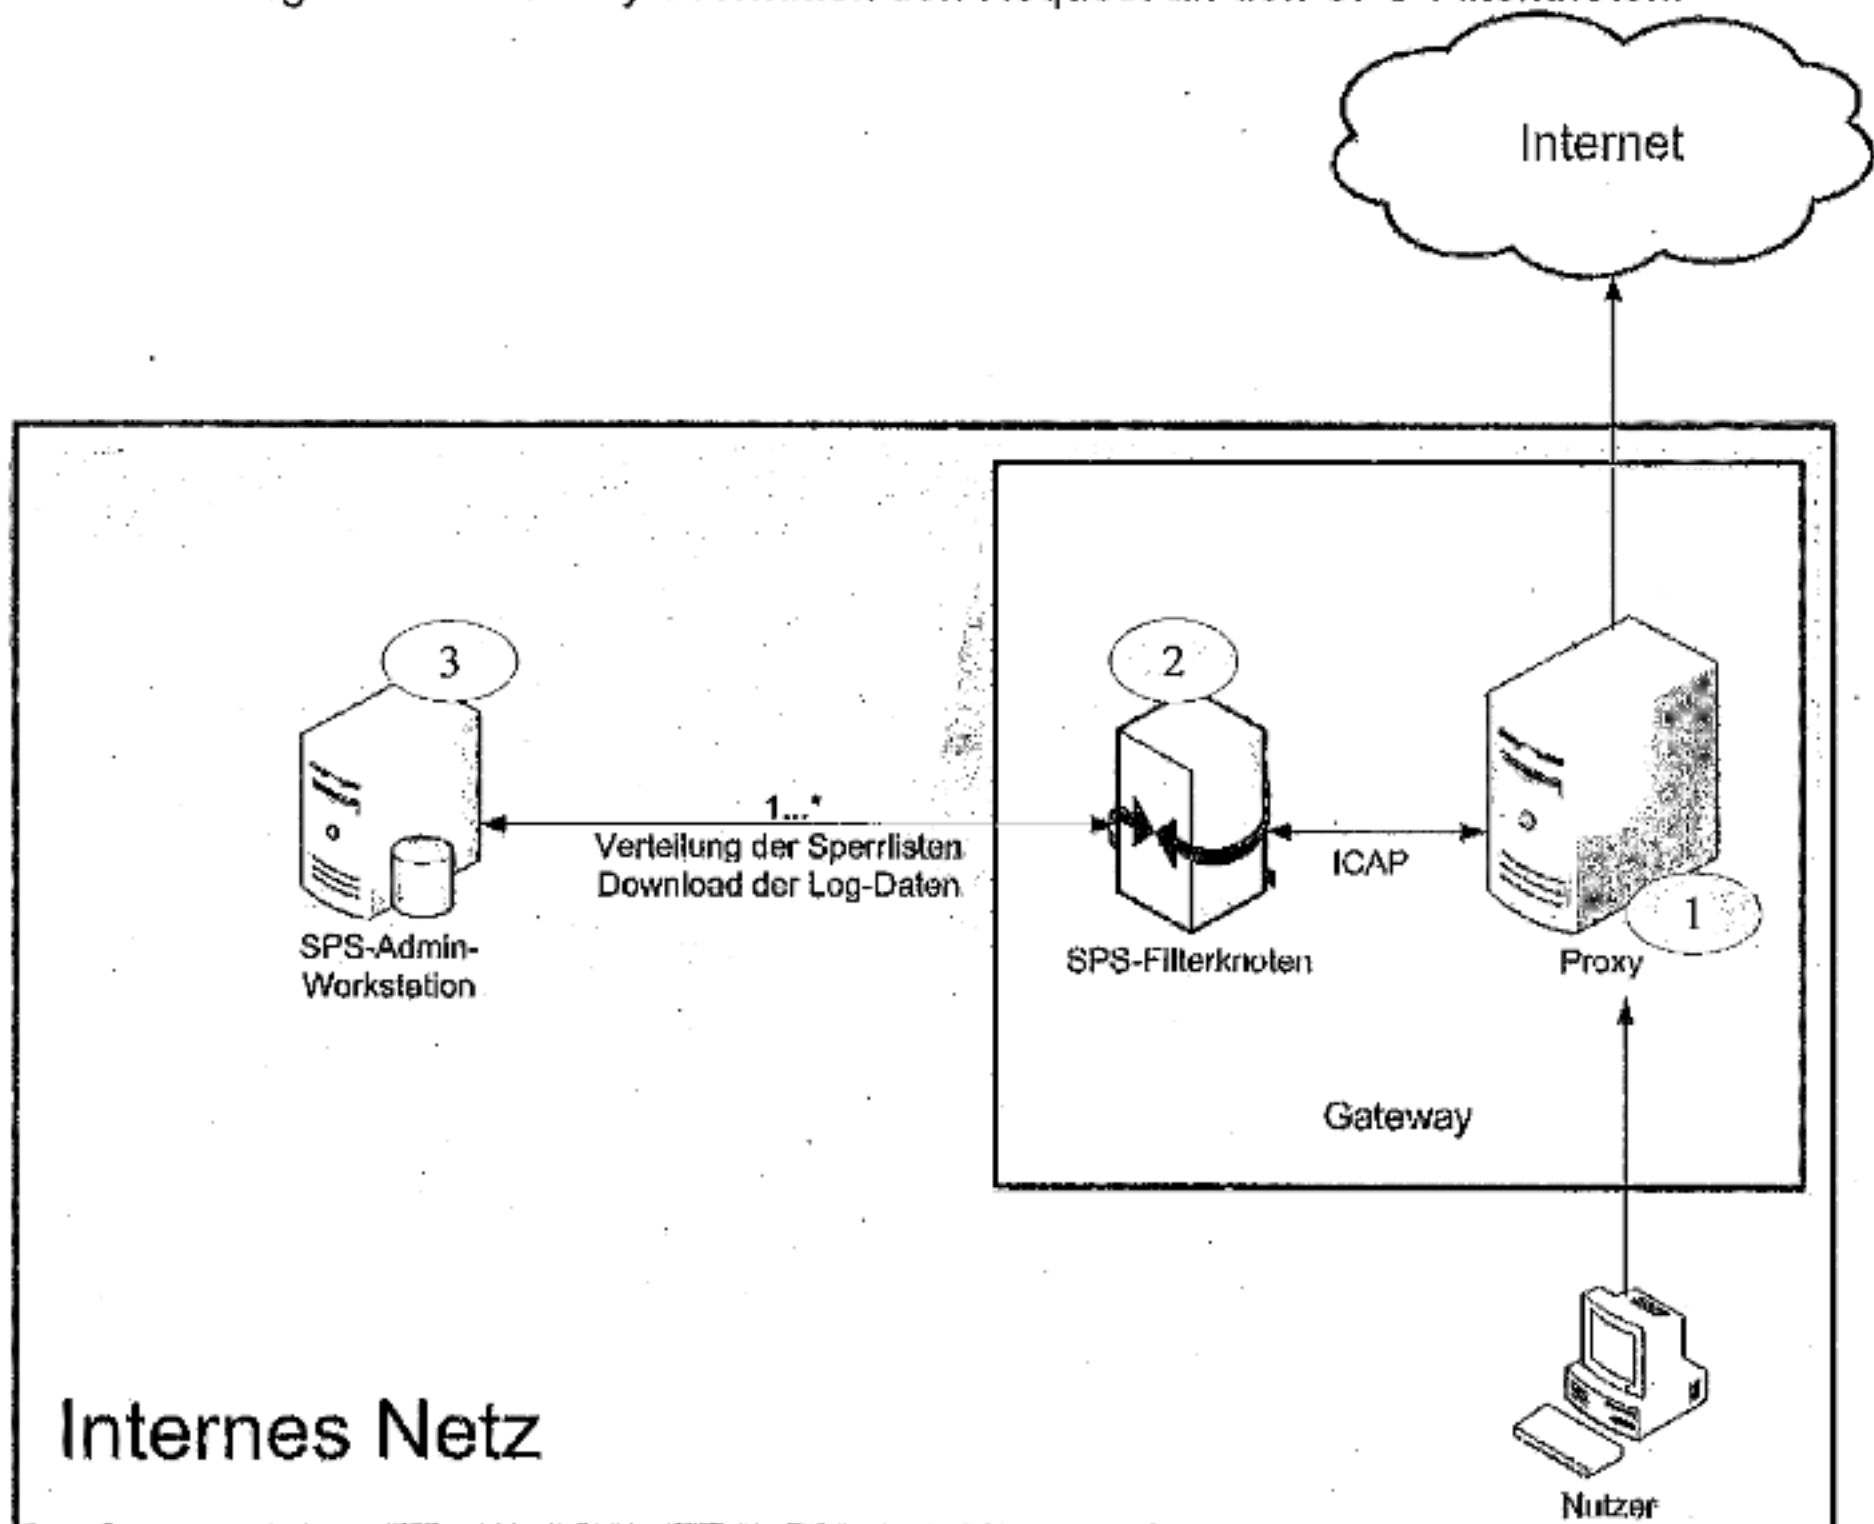 Internet
3
2
1...*
Verteilung der Sperrlisten
Download der Log-Daten
ICAP
1
SPS-Admin-
Workstation
SPS-Filterknoten
Proxy
Gateway
Internes Netz
Nutzer